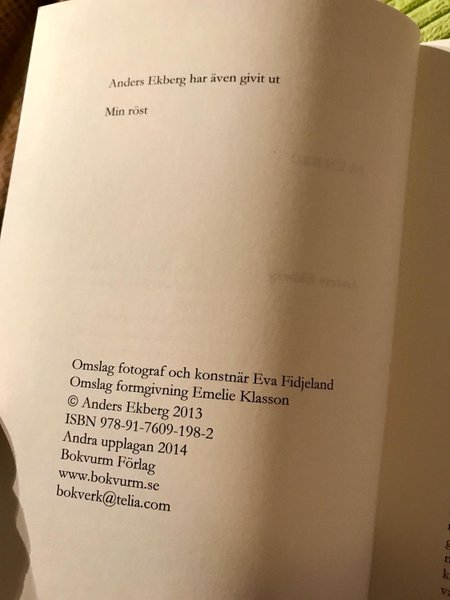 Anders Ekberg har även givit ut
Min röst
Anders Ekberg
Omslag fotograf och konstnär Eva Fidjeland
Omslag formgivning Emelie Klasson
© Anders Ekberg 2013
ISBN 978-91-7609-198-2
Andra upplagan 2014
Bokvurm Förlag
www.bokvurm.se
bokverk@telia.com